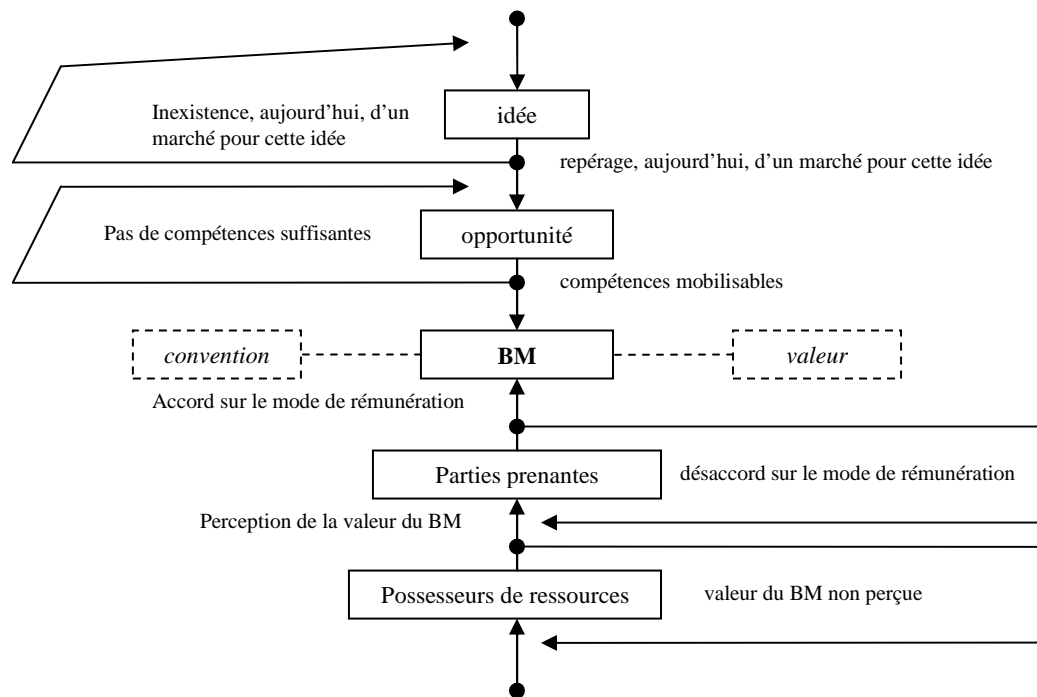 idée
Inexistence, aujourd’hui, d’un
marché pour cette idée
repérage, aujourd’hui, d’un marché pour cette idée
Pas de compétences suffisantes
opportunité
compétences mobilisables
convention
BM
valeur
Accord sur le mode de rémunération
Parties prenantes
désaccord sur le mode de rémunération
Perception de la valeur du BM
Possesseurs de ressources
valeur du BM non perçue